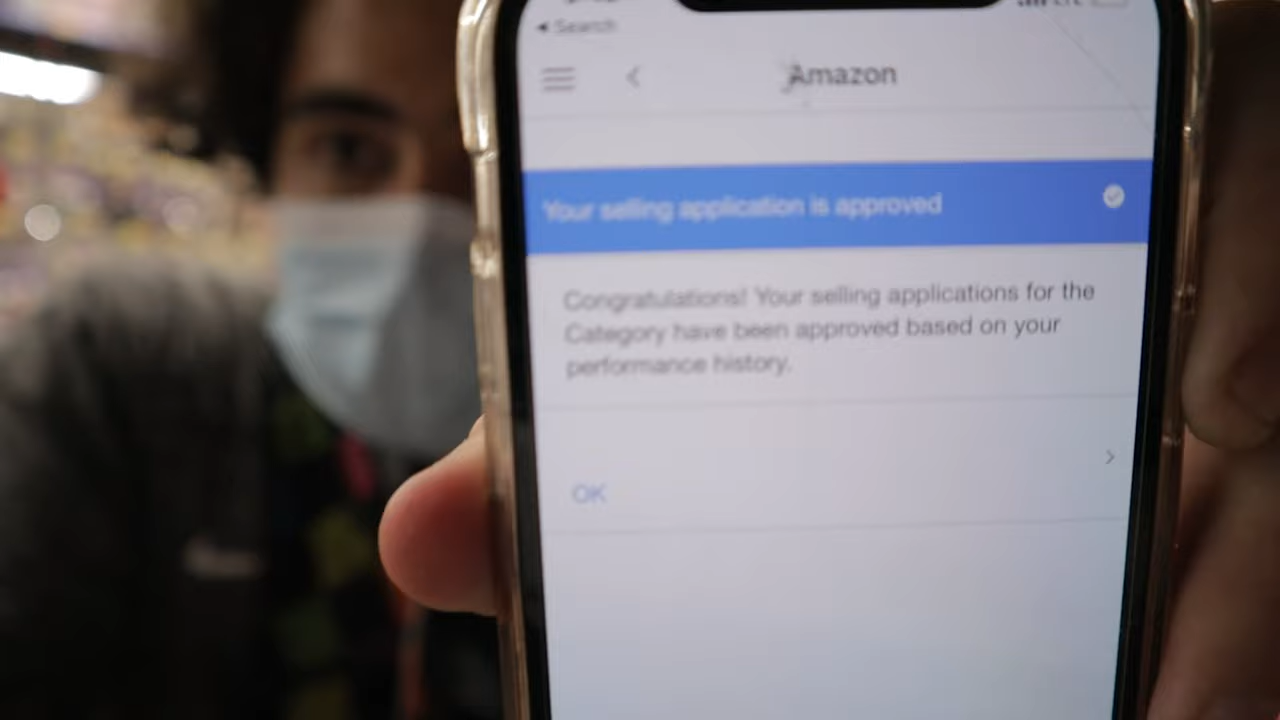 Search
Amazon
Your selling application is approved
Congratulations! Your selling applications for the
Category have been approved based on your
performance history.
OK